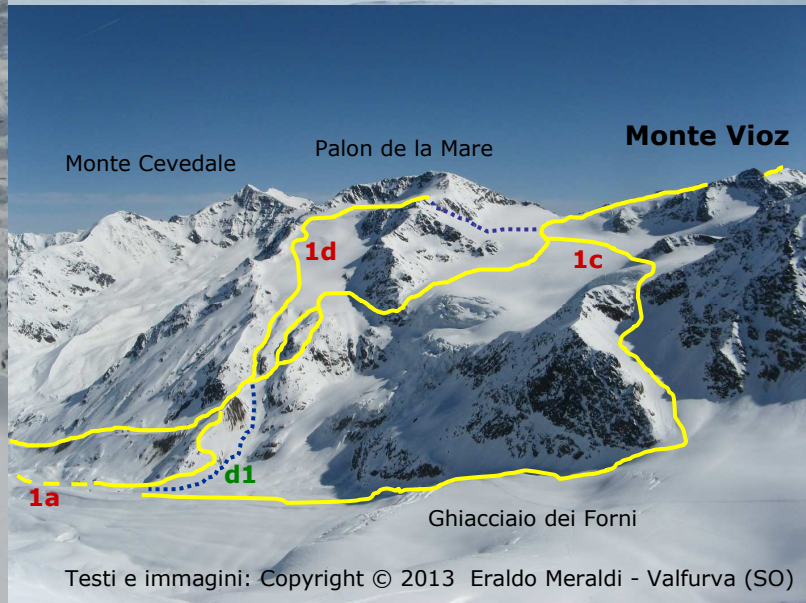 Monte Vioz
Palon de la Mare
Monte Cevedale
1d
1c
d1
1a
Ghiacciaio dei Forni
Testi e immagini: Copyright © 2013 Eraldo Meraldi - Valfurva (SO)